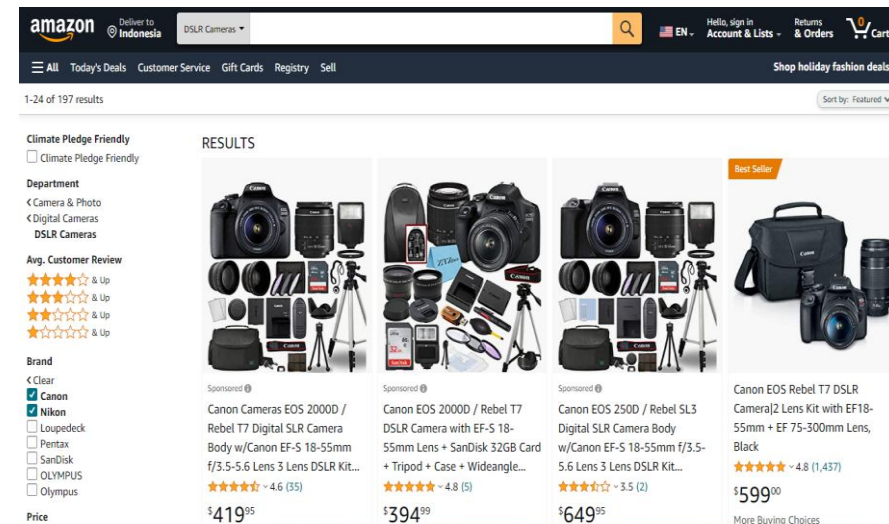 amazon
Deliver to
Indonesia
DSLR Cameras
EN
Hello, sign in
Account & Lists
Returns
& Orders
0
Cart
All Today's Deals Customer Service Gift Cards Registry Sell
Shop holiday fashion deals
1-24 of 197 results
Sort by: Featured
Climate Pledge Friendly
Climate Pledge Friendly
Department
Camera & Photo
Digital Cameras
DSLR Cameras
Avg. Customer Review
& Up
& Up
& Up
& Up
Brand
Clear
Canon
Nikon
Loupedeck
Pentax
SanDisk
OLYMPUS
Olympus
Price
RESULTS
Sponsored
Canon Cameras EOS 2000D /
Rebel T7 Digital SLR Camera
Body w/Canon EF-S 18-55mm
f/3.5-5.6 Lens 3 Lens DSLR Kit...
4.6 (35)
$419 95
Sponsored
Canon EOS 2000D / Rebel T7
DSLR Camera with EF-S 18-
55mm Lens + SanDisk 32GB Card
+ Tripod + Case + Wideangle...
4.8 (5)
$394 99
Sponsored
Canon EOS 250D / Rebel SL3
Digital SLR Camera Body
w/Canon EF-S 18-55mm f/3.5-
5.6 Lens 3 Lens DSLR Kit...
3.5 (2)
$649 95
Best Seller
Canon EOS Rebel T7 DSLR
Camera|2 Lens Kit with EF18-
55mm + EF 75-300mm Lens,
Black
4.8 (1,437)
$599 00
More Buying Choices